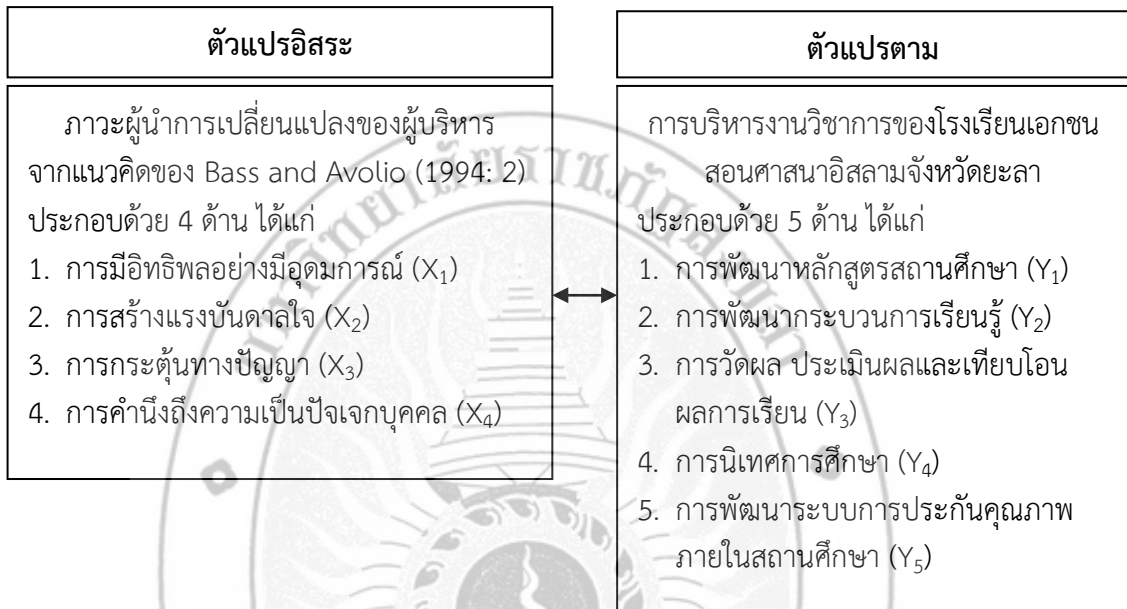 ตัวแปรอิสระ
ภาวะผู้นำการเปลี่ยนแปลงของผู้บริหาร
จากแนวคิดของ Bass and Avolio (1994: 2)
ประกอบด้วย 4 ด้าน ได้แก่
1. การมีอิทธิพลอย่างมีอุดมการณ์ (X₁)
2. การสร้างแรงบันดาลใจ (X₂)
3. การกระตุ้นทางปัญญา (X₃)
4. การคำนึงถึงความเป็นปัจเจกบุคคล (X₄)
ตัวแปรตาม
การบริหารงานวิชาการของโรงเรียนเอกชน
สอนศาสนาอิสลามจังหวัดยะลา
ประกอบด้วย 5 ด้าน ได้แก่
1. การพัฒนาหลักสูตรสถานศึกษา (Y₁)
2. การพัฒนากระบวนการเรียนรู้ (Y₂)
3. การวัดผล ประเมินผลและเทียบโอน
ผลการเรียน (Y₃)
4. การนิเทศการศึกษา (Y₄)
5. การพัฒนาระบบการประกันคุณภาพ
ภายในสถานศึกษา (Y₅)